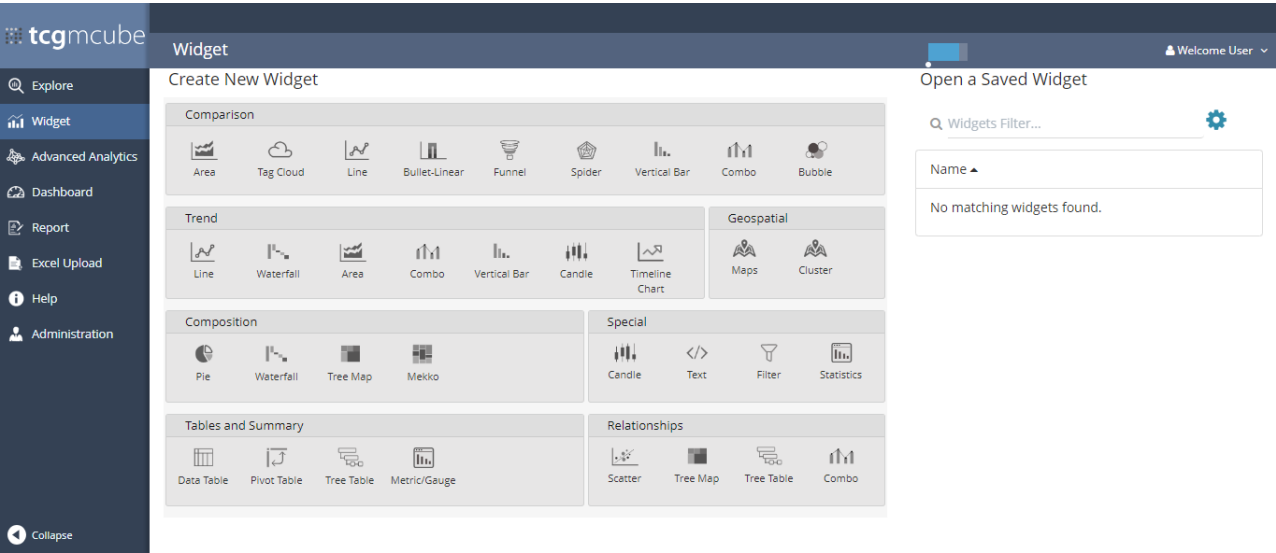 tcgmcube
Widget
Welcome User
Explore
Widget
Advanced Analytics
Dashboard
Report
Excel Upload
Help
Administration
Collapse
Create New Widget
Comparison
Area Tag Cloud Line Bullet-Linear Funnel Spider Vertical Bar Combo Bubble
Trend
Line Waterfall Area Combo Vertical Bar Candle Timeline
Chart
Geospatial
Maps Cluster
Composition
Pie Waterfall Tree Map Mekko
Special
Candle Text Filter Statistics
Tables and Summary
Data Table Pivot Table Tree Table Metric/Gauge
Relationships
Scatter Tree Map Tree Table Combo
Open a Saved Widget
Widgets Filter...
Name
No matching widgets found.